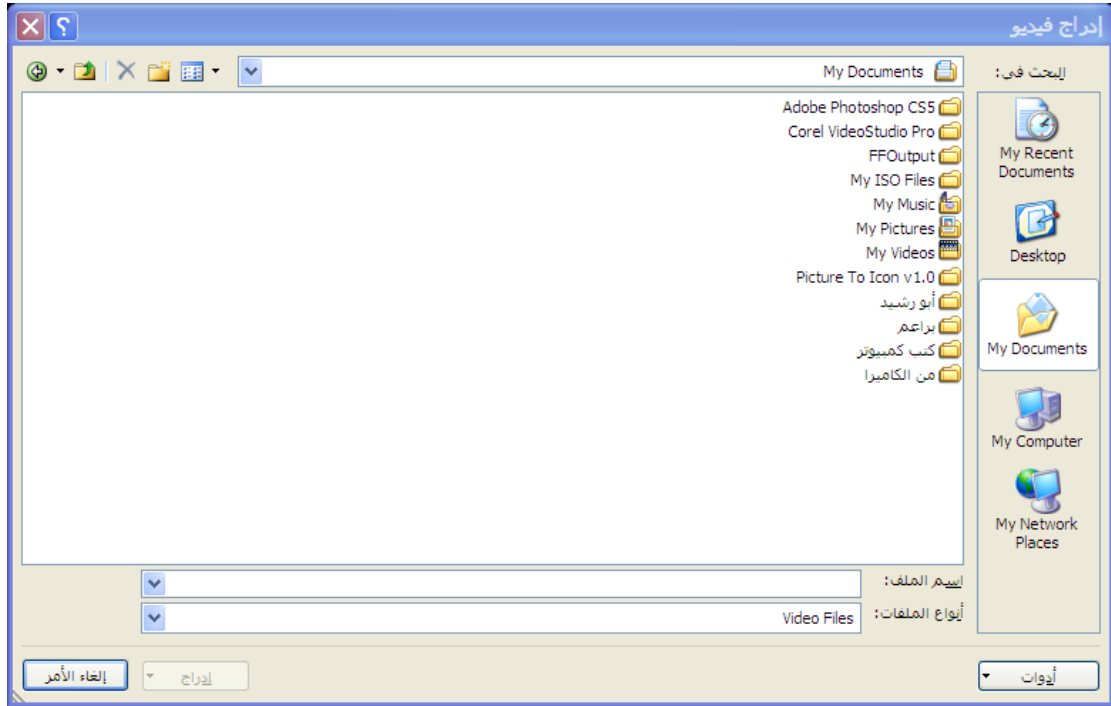 إدراج فيديو
البحث في:
My Documents
My Recent
Documents
Desktop
My Documents
My Computer
My Network
Places
Adobe Photoshop CS5
Corel VideoStudio Pro
FFOutput
My ISO Files
My Music
My Pictures
My Videos
Picture To Icon v1.0
أبو رشيد
براعم
كتب كمبيوتر
من الكاميرا
اسم الملف:
أنواع الملفات:
Video Files
أدوات
إدراج
إلغاء الأمر